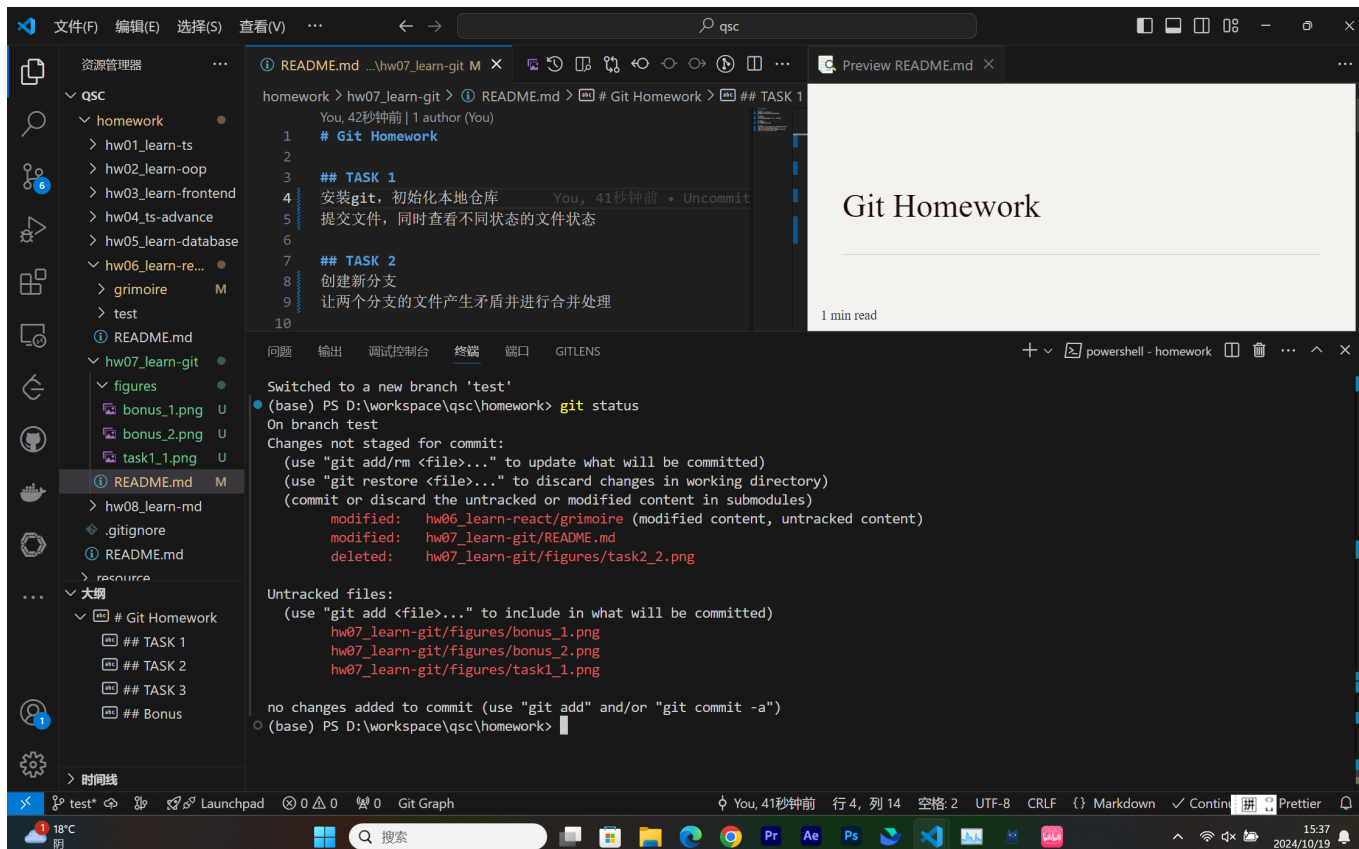 文件(F) 编辑(E) 选择(S) 查看(V) ··· qsc
资源管理器 ···
QSC
homework
hw01_learn-ts
hw02_learn-oop
hw03_learn-frontend
hw04_ts-advance
hw05_learn-database
hw06_learn-re...
grimoire M
test
README.md
hw07_learn-git
figures
bonus_1.png U
bonus_2.png U
task1_1.png U
README.md M
hw08_learn-md
.gitignore
README.md
resource
大纲
# Git Homework
## TASK 1
## TASK 2
## TASK 3
## Bonus
时间线
6
1
README.md ...\hw07_learn-git M
homework > hw07_learn-git > README.md > # Git Homework > ## TASK 1
You, 42秒钟前 | 1 author (You)
1 # Git Homework
2
3 ## TASK 1
4 安装git，初始化本地仓库 You, 41秒钟前 • Uncommit
5 提交文件，同时查看不同状态的文件状态
6
7 ## TASK 2
8 创建新分支
9 让两个分支的文件产生矛盾并进行合并处理
10
Preview README.md
Git Homework
1 min read
问题 输出 调试控制台 终端 端口 GITLENS powershell - homework
Switched to a new branch 'test'
(base) PS D:\workspace\qsc\homework> git status
On branch test
Changes not staged for commit:
(use "git add/rm <file>..." to update what will be committed)
(use "git restore <file>..." to discard changes in working directory)
(commit or discard the untracked or modified content in submodules)
modified: hw06_learn-react/grimoire (modified content, untracked content)
modified: hw07_learn-git/README.md
deleted: hw07_learn-git/figures/task2_2.png
Untracked files:
(use "git add <file>..." to include in what will be committed)
hw07_learn-git/figures/bonus_1.png
hw07_learn-git/figures/bonus_2.png
hw07_learn-git/figures/task1_1.png
no changes added to commit (use "git add" and/or "git commit -a")
(base) PS D:\workspace\qsc\homework>
test* Launchpad 0 0 0 Git Graph You, 41秒钟前 行 4，列 14 空格: 2 UTF-8 CRLF {} Markdown Continu 拼 Prettier
1 18°C
阴
搜索
Pr Ae Ps
15:37
2024/10/19